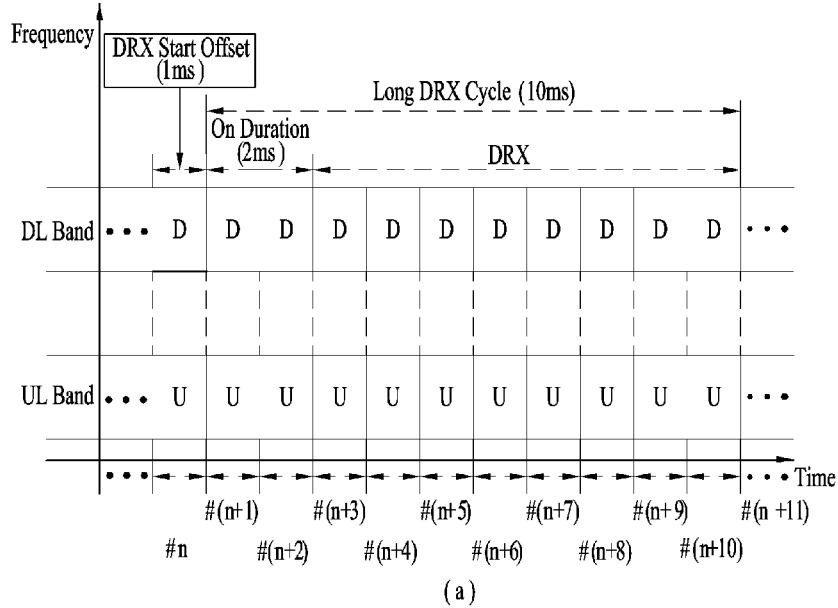 Frequency
DRX Start Offset
(1ms)
Long DRX Cycle (10ms)
On Duration
(2ms)
DRX
DL Band ••• D D D D D D D D D D D •••
UL Band ••• U U U U U U U U U U U •••
••• ••• Time
#(n+1) #(n+3) #(n+5) #(n+7) #(n+9) #(n +11)
#n #(n+2) #(n+4) #(n+6) #(n+8) #(n+10)
(a)